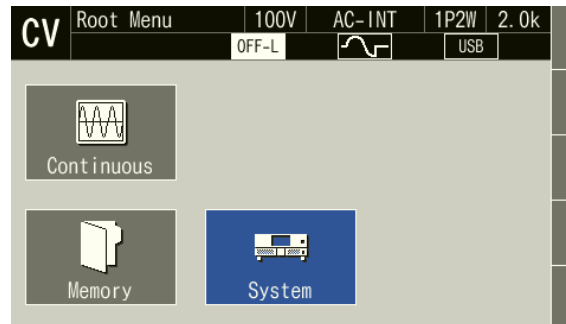 CV
Root Menu 100V AC-INT 1P2W 2.0k
OFF-L USB
Continuous
Memory System